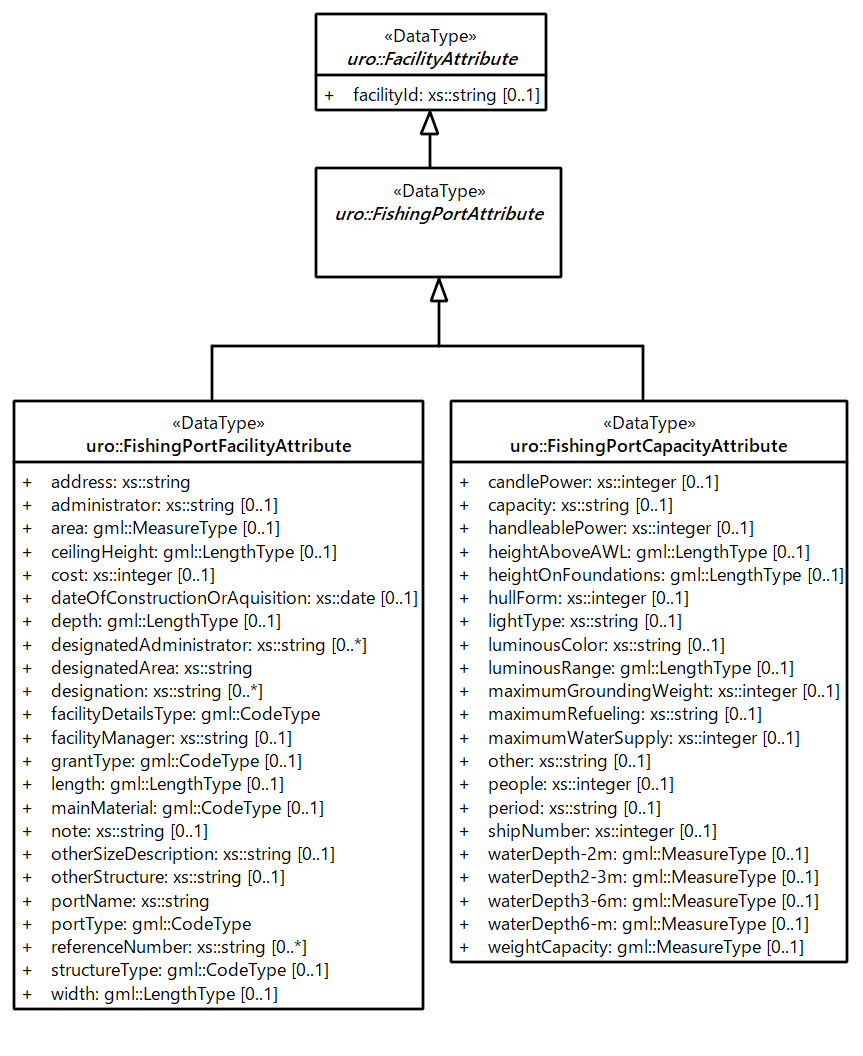 «DataType»
uro::FacilityAttribute
+ facilityId: xs::string [0..1]
«DataType»
uro::FishingPortAttribute
«DataType»
uro::FishingPortFacilityAttribute
+ address: xs::string
+ administrator: xs::string [0..1]
+ area: gml::MeasureType [0..1]
+ ceilingHeight: gml::LengthType [0..1]
+ cost: xs::integer [0..1]
+ dateOfConstructionOrAquisition: xs::date [0..1]
+ depth: gml::LengthType [0..1]
+ designatedAdministrator: xs::string [0..*]
+ designatedArea: xs::string
+ designation: xs::string [0..*]
+ facilityDetailsType: gml::CodeType
+ facilityManager: xs::string [0..1]
+ grantType: gml::CodeType [0..1]
+ length: gml::LengthType [0..1]
+ mainMaterial: gml::CodeType [0..1]
+ note: xs::string [0..1]
+ otherSizeDescription: xs::string [0..1]
+ otherStructure: xs::string [0..1]
+ portName: xs::string
+ portType: gml::CodeType
+ referenceNumber: xs::string [0..*]
+ structureType: gml::CodeType [0..1]
+ width: gml::LengthType [0..1]
«DataType»
uro::FishingPortCapacityAttribute
+ candlePower: xs::integer [0..1]
+ capacity: xs::string [0..1]
+ handleablePower: xs::integer [0..1]
+ heightAboveAWL: gml::LengthType [0..1]
+ heightOnFoundations: gml::LengthType [0..1]
+ hullForm: xs::integer [0..1]
+ lightType: xs::string [0..1]
+ luminousColor: xs::string [0..1]
+ luminousRange: gml::LengthType [0..1]
+ maximumGroundingWeight: xs::integer [0..1]
+ maximumRefueling: xs::string [0..1]
+ maximumWaterSupply: xs::integer [0..1]
+ other: xs::string [0..1]
+ people: xs::integer [0..1]
+ period: xs::string [0..1]
+ shipNumber: xs::integer [0..1]
+ waterDepth-2m: gml::MeasureType [0..1]
+ waterDepth2-3m: gml::MeasureType [0..1]
+ waterDepth3-6m: gml::MeasureType [0..1]
+ waterDepth6-m: gml::MeasureType [0..1]
+ weightCapacity: gml::MeasureType [0..1]